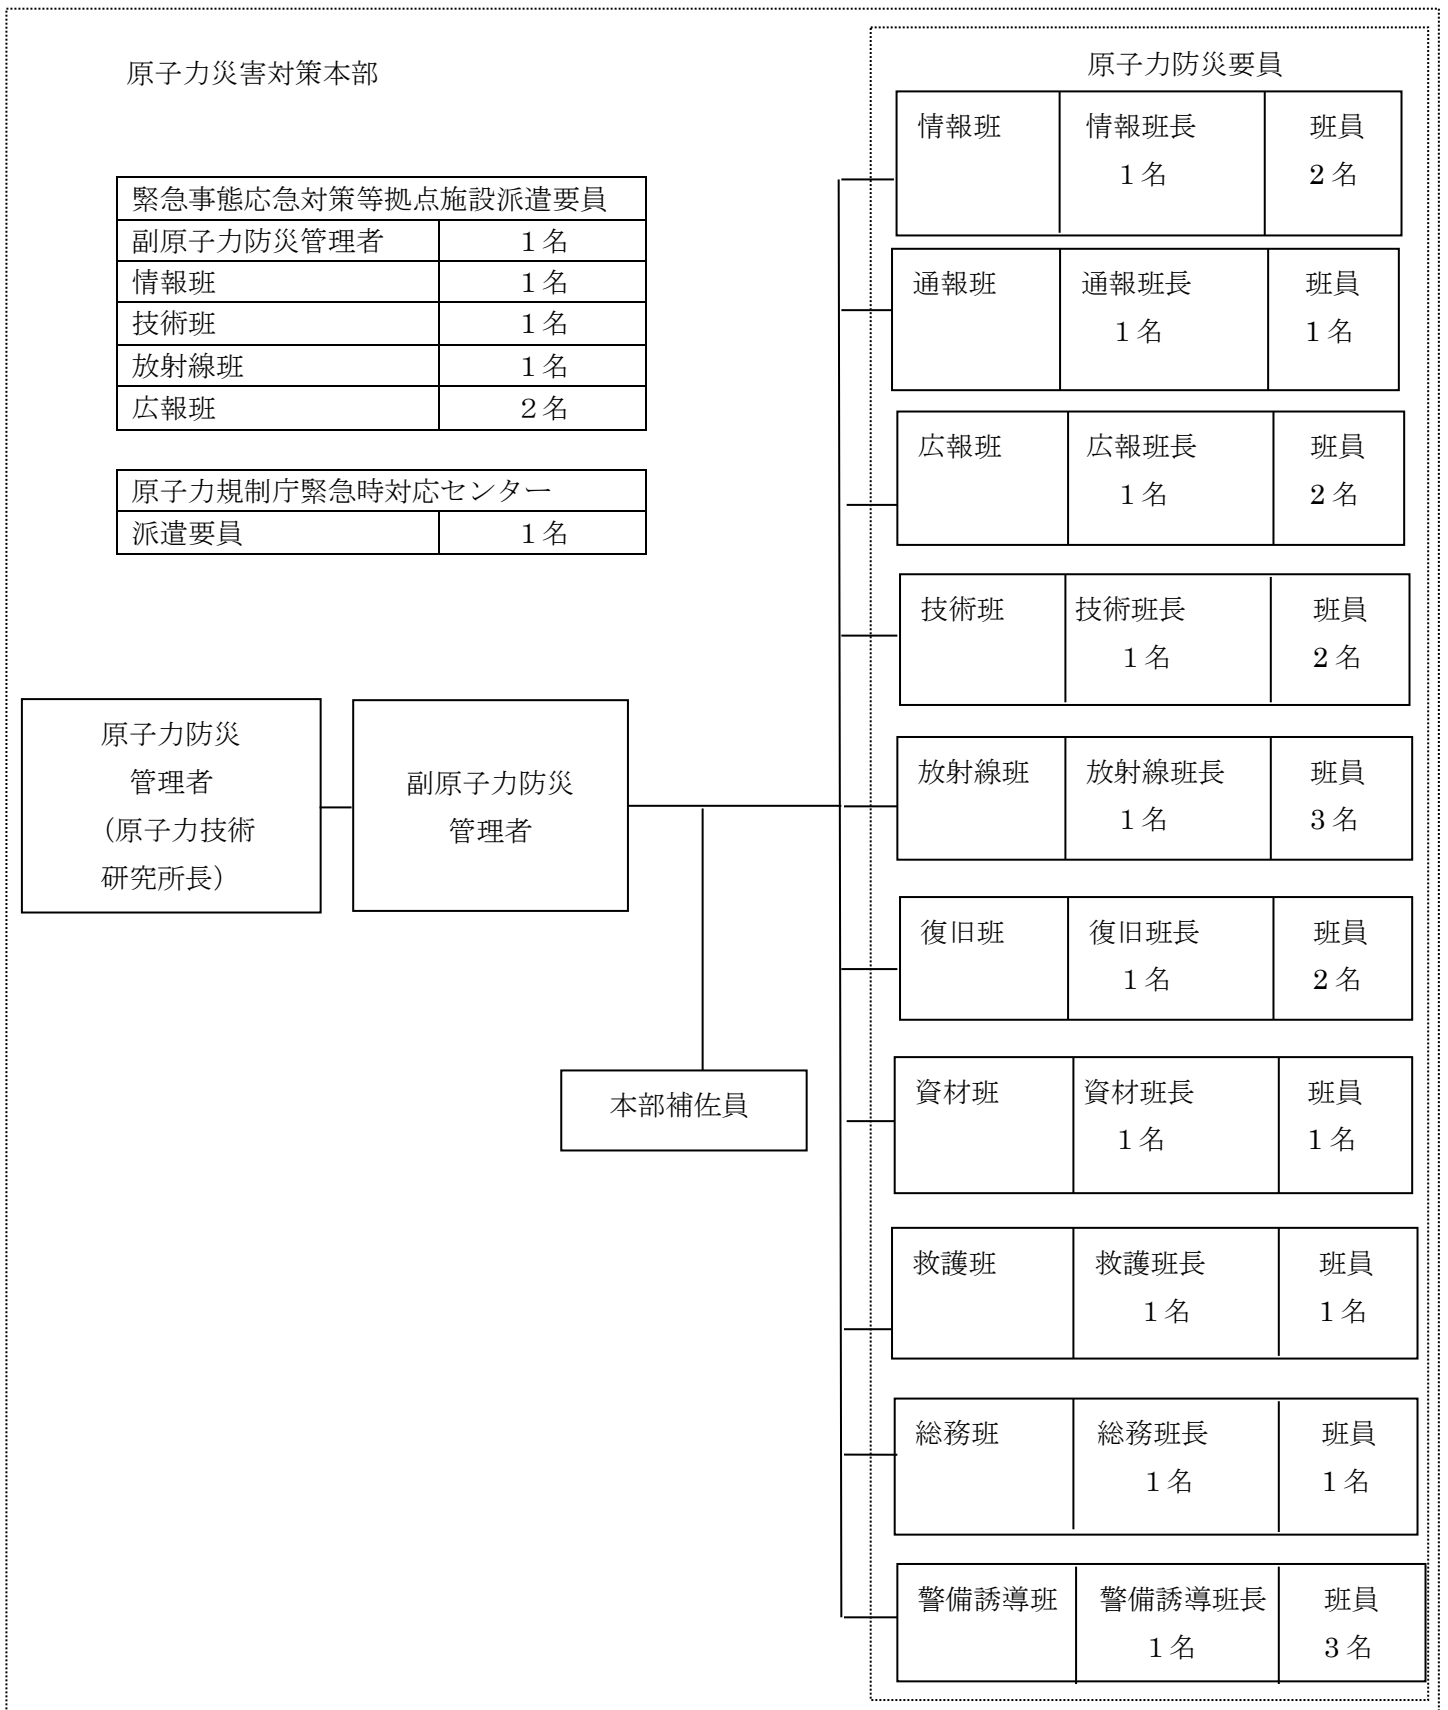 原子力災害対策本部
緊急事態応急対策等拠点施設派遣要員
副原子力防災管理者 1名
情報班 1名
技術班 1名
放射線班 1名
広報班 2名
原子力規制庁緊急時対応センター
派遣要員 1名
原子力防災
管理者
(原子力技術
研究所長)
副原子力防災
管理者
本部補佐員
原子力防災要員
情報班 情報班長 班員
1名 2名
通報班 通報班長 班員
1名 1名
広報班 広報班長 班員
1名 2名
技術班 技術班長 班員
1名 2名
放射線班 放射線班長 班員
1名 3名
復旧班 復旧班長 班員
1名 2名
資材班 資材班長 班員
1名 1名
救護班 救護班長 班員
1名 1名
総務班 総務班長 班員
1名 1名
警備誘導班 警備誘導班長 班員
1名 3名